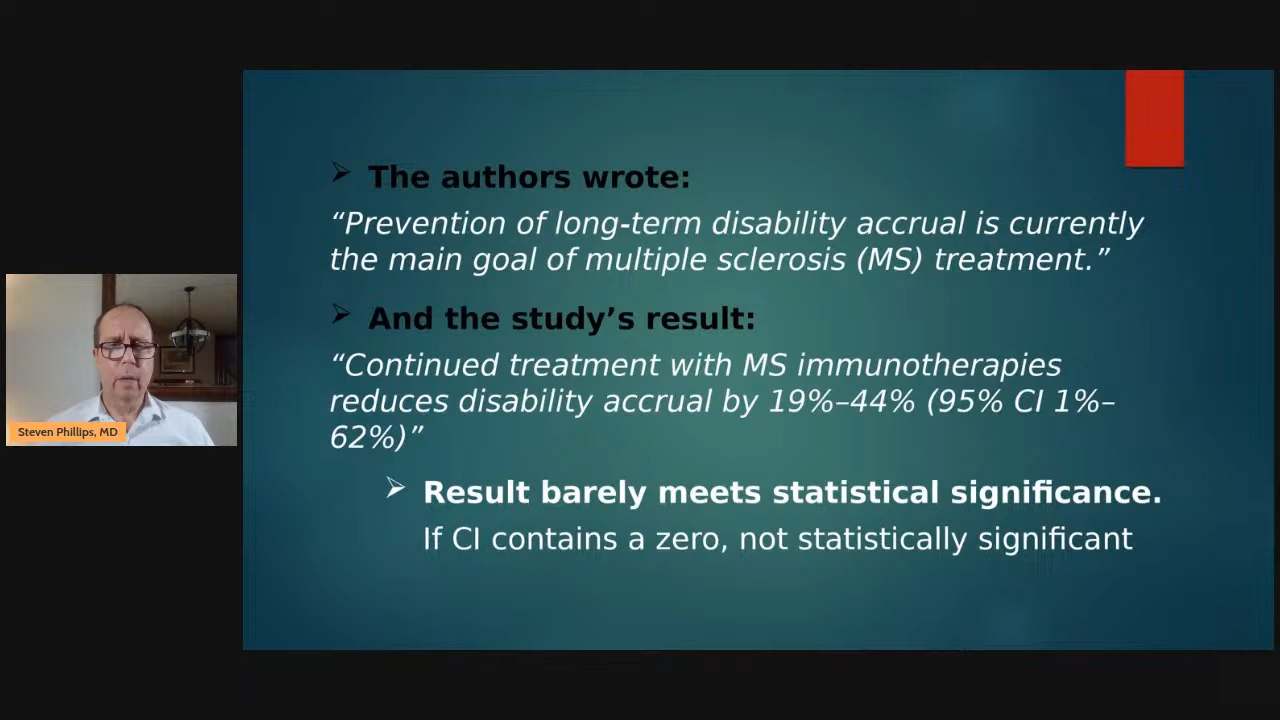 The authors wrote:
“Prevention of long-term disability accrual is currently
the main goal of multiple sclerosis (MS) treatment.”
And the study’s result:
“Continued treatment with MS immunotherapies
reduces disability accrual by 19%–44% (95% CI 1%–
62%)”
Result barely meets statistical significance.
If CI contains a zero, not statistically significant
Steven Phillips, MD